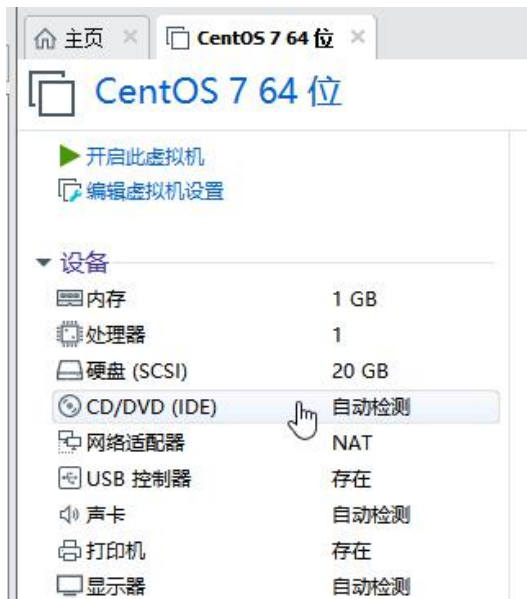 主页 × CentOS 7 64 位 ×
CentOS 7 64 位
开启此虚拟机
编辑虚拟机设置
设备
内存 1 GB
处理器 1
硬盘 (SCSI) 20 GB
CD/DVD (IDE) 自动检测
网络适配器 NAT
USB 控制器 存在
声卡 自动检测
打印机 存在
显示器 自动检测